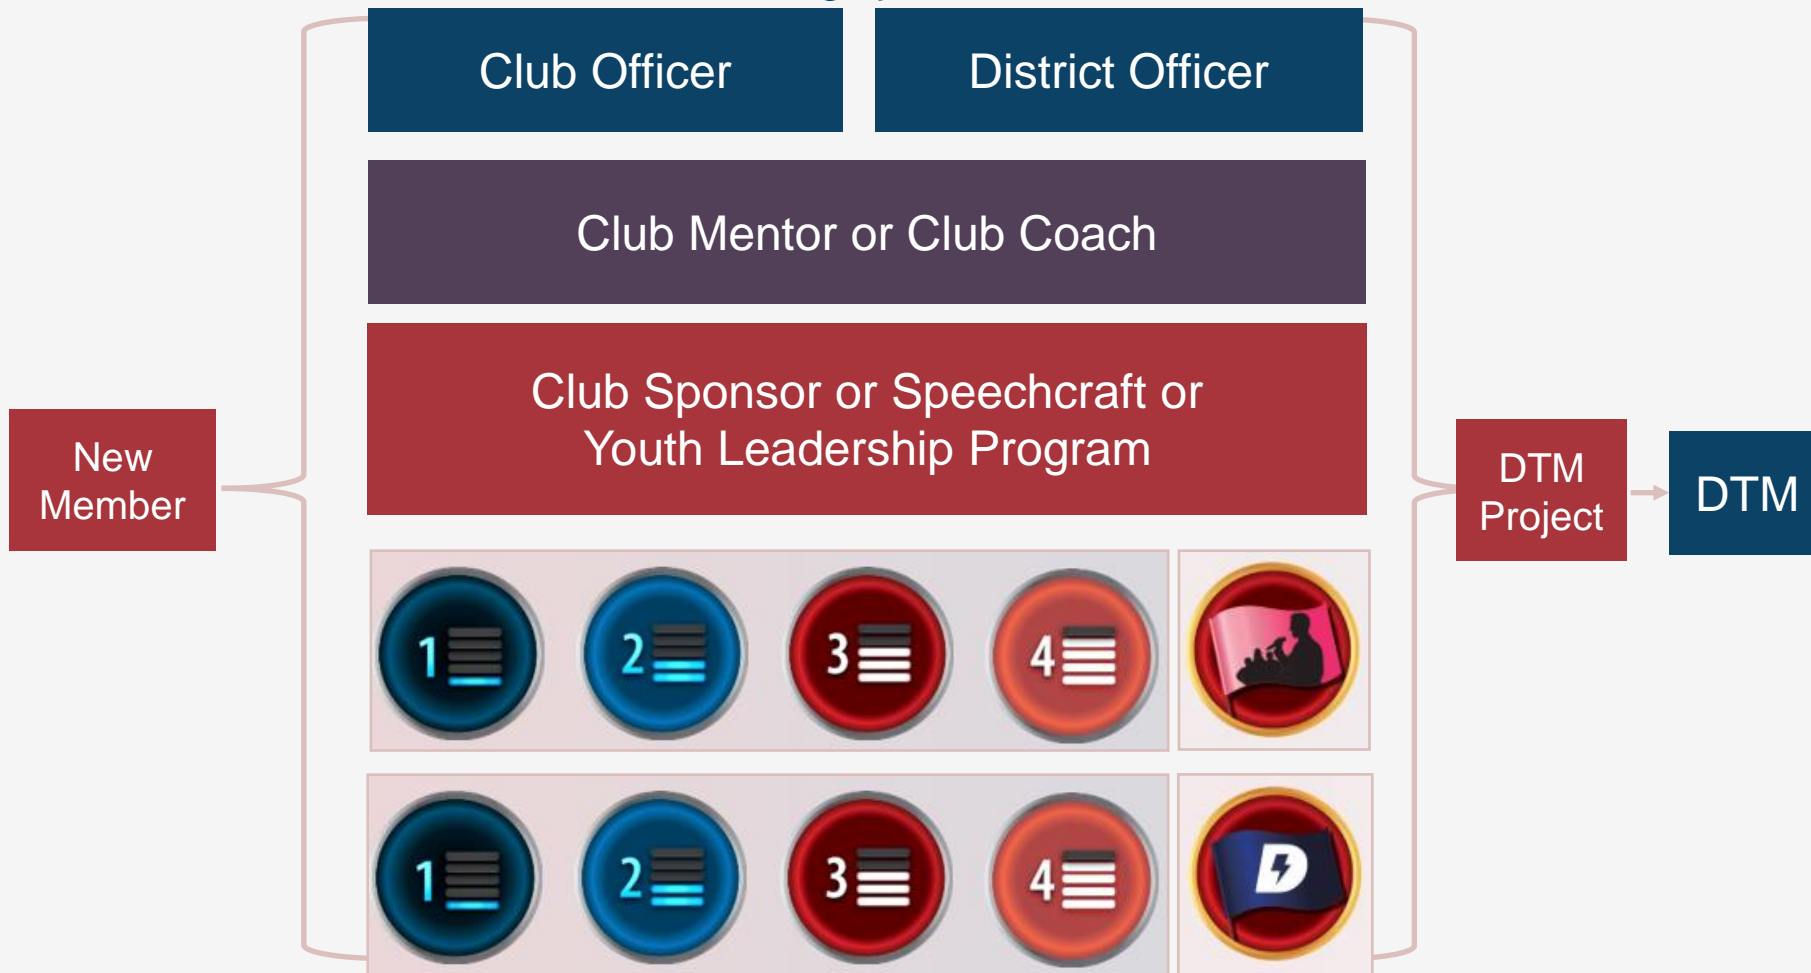 Club Officer
District Officer
Club Mentor or Club Coach
Club Sponsor or Speechcraft or
Youth Leadership Program
New
Member
DTM
Project
DTM
1
2
3
4
1
2
3
4
D